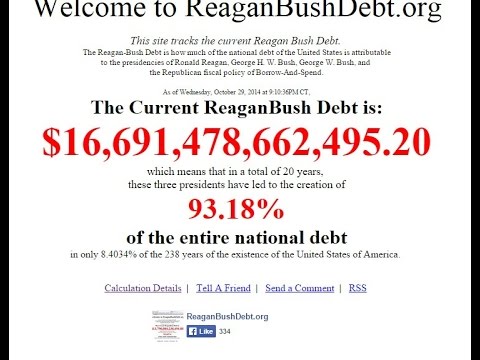 Welcome to ReaganBushDebt.org
This site tracks the current Reagan Bush Debt.
The Reagan-Bush Debt is how much of the national debt of the United States is attributable
to the presidencies of Ronald Reagan, George H. W. Bush, George W. Bush, and
the Republican fiscal policy of Borrow-And-Spend.
As of Wednesday, October 29, 2014 at 9:10:36PM CT,
The Current ReaganBush Debt is:
$16,691,478,662,495.20
which means that in a total of 20 years,
these three presidents have led to the creation of
93.18%
of the entire national debt
in only 8.4034% of the 238 years of the existence of the United States of America.
Calculation Details | Tell A Friend | Send a Comment | RSS
ReaganBushDebt.org
Like 334